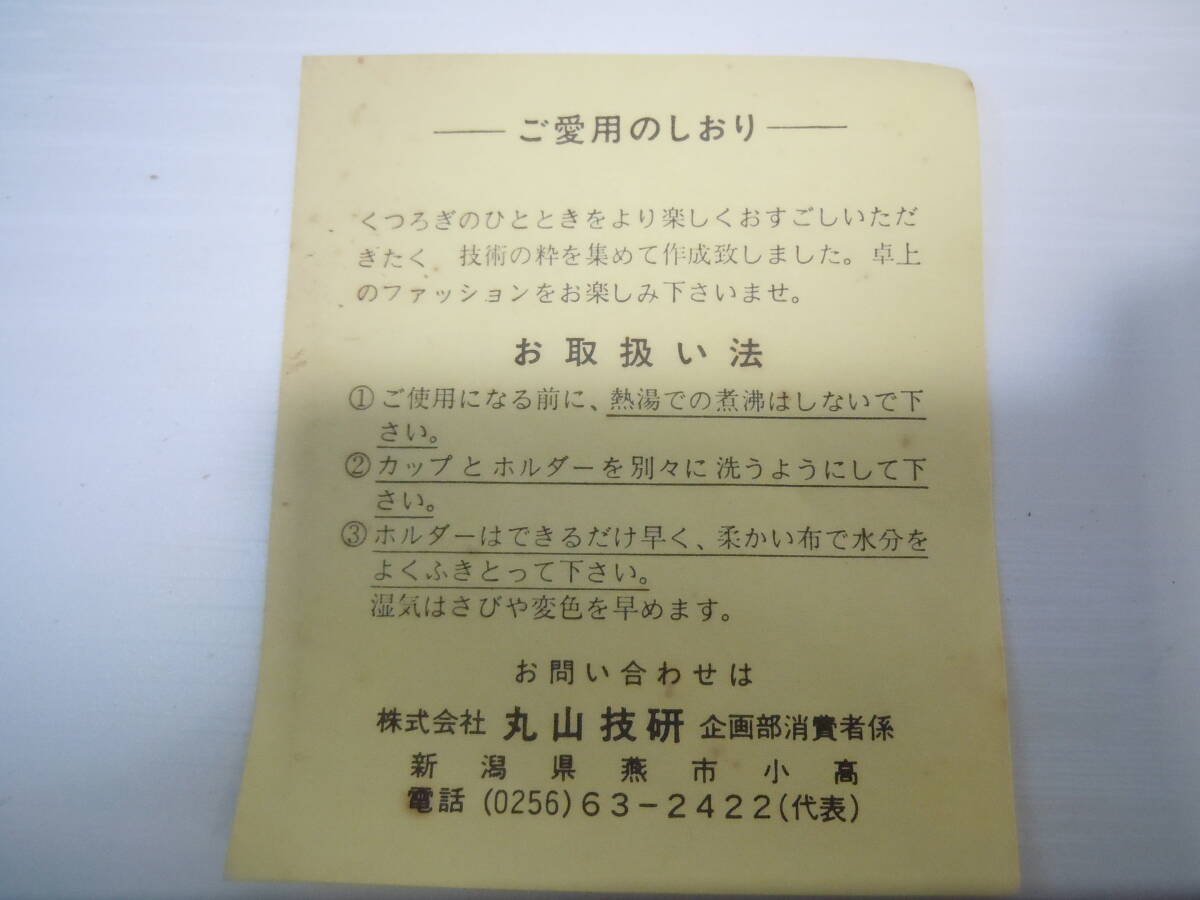 ご愛用のしおり
くつろぎのひとときをより楽しくおすごしいただ
きたく 技術の粋を集めて作成致しました。卓上
のファッションをお楽しみ下さいませ。
お取扱い法
①ご使用になる前に、熱湯での煮沸はしないで下
さい。
②カップとホルダーを別々に洗うようにして下
さい。
③ホルダーはできるだけ早く、柔かい布で水分を
よくふきとって下さい。
湿気はさびや変色を早めます。
お問い合わせは
株式会社 丸山技研 企画部消費者係
新潟県燕市小高
電話(0256)63-2422(代表)